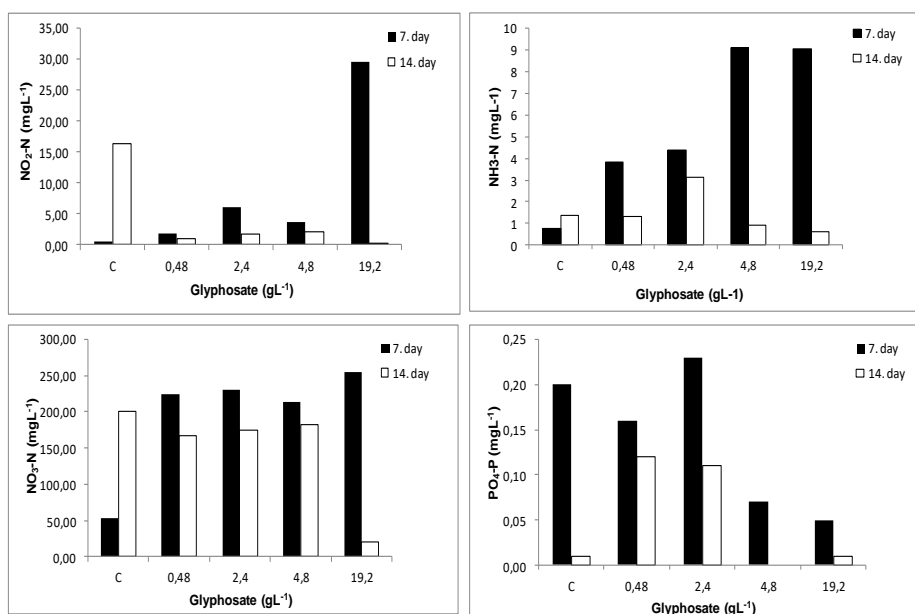 7. day
14. day
NO₂-N (mgL⁻¹)
35,00
30,00
25,00
20,00
15,00
10,00
5,00
0,00
C 0,48 2,4 4,8 19,2
Glyphosate (gL⁻¹)
7. day
14. day
NH3-N (mgL-1)
10
9
8
7
6
5
4
3
2
1
0
C 0,48 2,4 4,8 19,2
Glyphosate (gL-1)
7. day
14. day
NO₃-N (mgL⁻¹)
300,00
250,00
200,00
150,00
100,00
50,00
0,00
C 0,48 2,4 4,8 19,2
Glyphosate (gL⁻¹)
7. day
14. day
PO₄-P (mgL⁻¹)
0,25
0,20
0,15
0,10
0,05
0,00
C 0,48 2,4 4,8 19,2
Glyphosate (gL⁻¹)